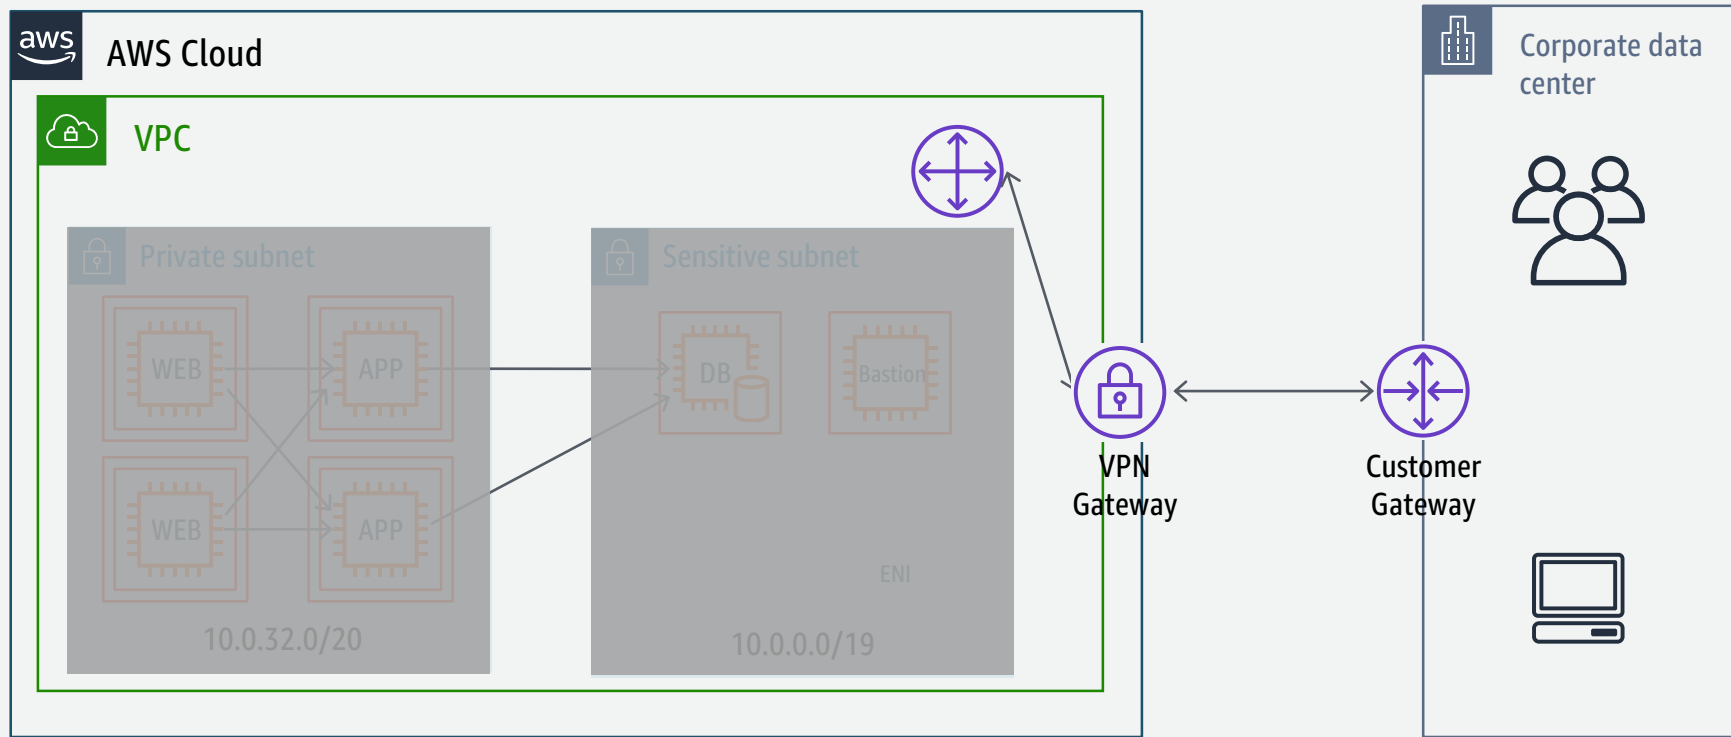 aws
AWS Cloud
Corporate data
center
VPC
Private subnet
Sensitive subnet
WEB
APP
DB
Bastion
VPN
Gateway
Customer
Gateway
WEB
APP
ENI
10.0.32.0/20
10.0.0.0/19